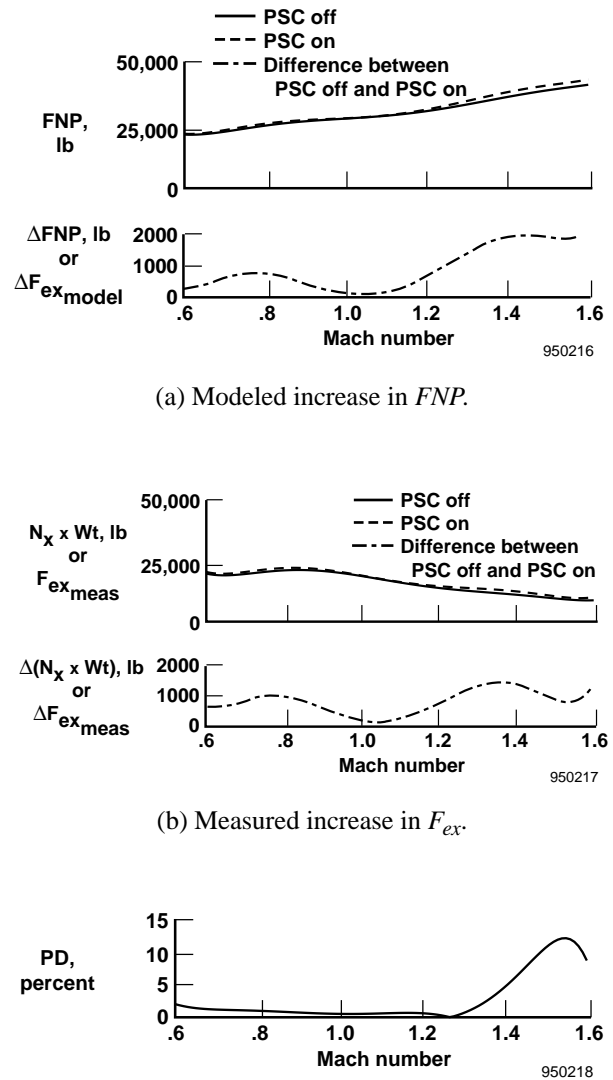 PSC off
PSC on
Difference between
PSC off and PSC on
50,000
25,000
0
FNP,
lb
ΔFNP, lb
or
ΔFex model
2000
1000
0
.6 .8 1.0 1.2 1.4 1.6
Mach number
950216
(a) Modeled increase in FNP.
50,000
25,000
0
Nx x Wt, lb
or
Fex meas
PSC off
PSC on
Difference between
PSC off and PSC on
Δ(Nx x Wt), lb
or
ΔFex meas
2000
1000
0
.6 .8 1.0 1.2 1.4 1.6
Mach number
950217
(b) Measured increase in Fex.
15
10
5
0
PD,
percent
.6 .8 1.0 1.2 1.4 1.6
Mach number
950218